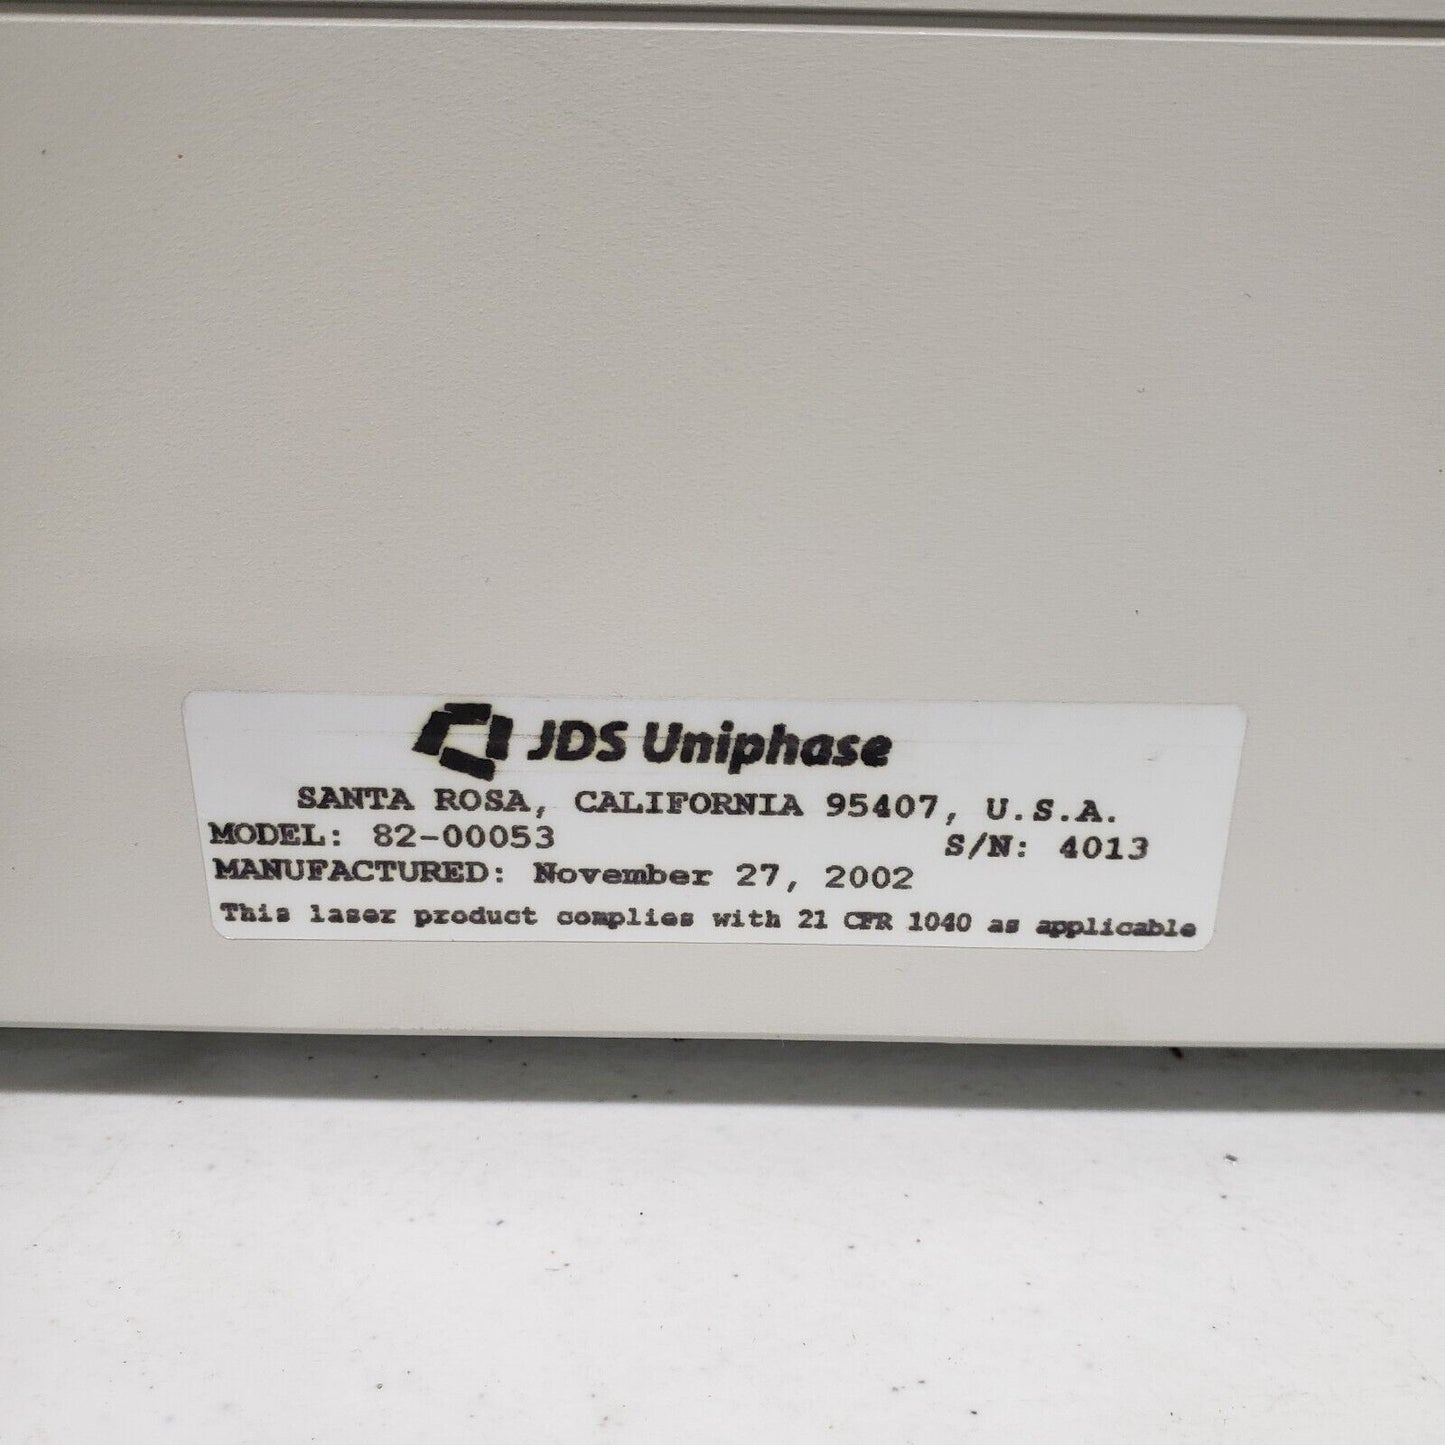 JDS Uniphase
SANTA ROSA, CALIFORNIA 95407, U.S.A.
MODEL: 82-00053 S/N: 4013
MANUFACTURED: November 27, 2002
This laser product complies with 21 CFR 1040 as applicable